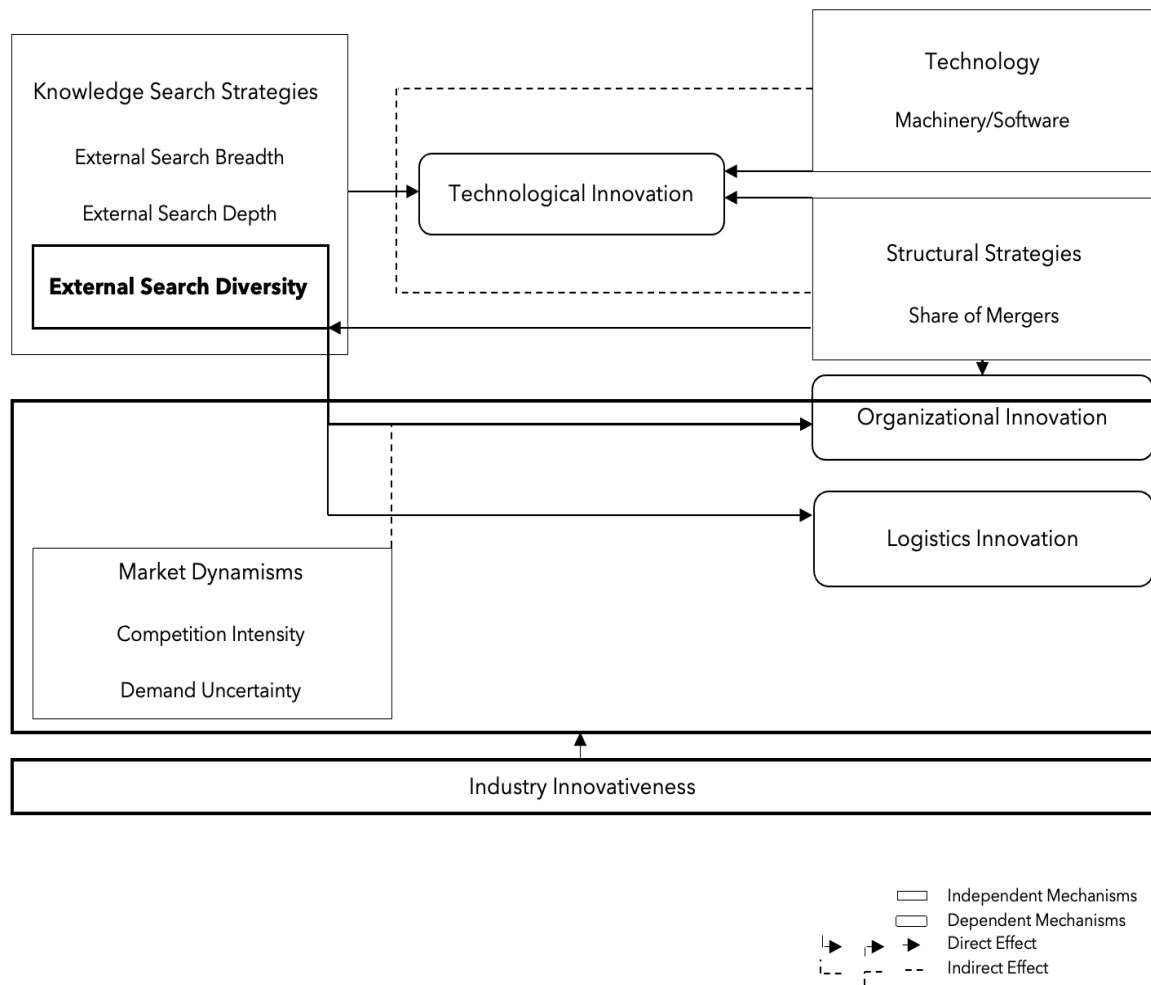 Knowledge Search Strategies
External Search Breadth
External Search Depth
External Search Diversity
Technological Innovation
Technology
Machinery/Software
Structural Strategies
Share of Mergers
Organizational Innovation
Logistics Innovation
Market Dynamisms
Competition Intensity
Demand Uncertainty
Industry Innovativeness
Independent Mechanisms
Dependent Mechanisms
Direct Effect
Indirect Effect